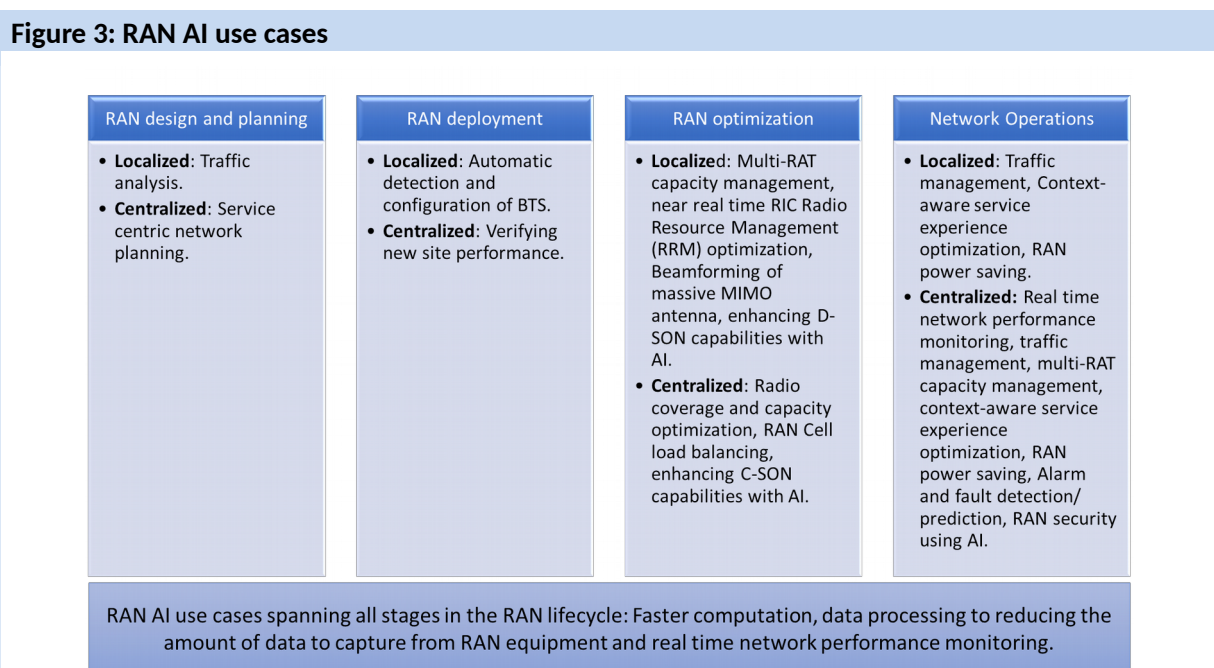 Figure 3: RAN AI use cases
RAN design and planning
• Localized: Traffic
analysis.
• Centralized: Service
centric network
planning.
RAN deployment
• Localized: Automatic
detection and
configuration of BTS.
• Centralized: Verifying
new site performance.
RAN optimization
• Localized: Multi-RAT
capacity management,
near real time RIC Radio
Resource Management
(RRM) optimization,
Beamforming of
massive MIMO
antenna, enhancing D-
SON capabilities with
AI.
• Centralized: Radio
coverage and capacity
optimization, RAN Cell
load balancing,
enhancing C-SON
capabilities with AI.
Network Operations
• Localized: Traffic
management, Context-
aware service
experience
optimization, RAN
power saving.
• Centralized: Real time
network performance
monitoring, traffic
management, multi-RAT
capacity management,
context-aware service
experience
optimization, RAN
power saving, Alarm
and fault detection/
prediction, RAN security
using AI.
RAN AI use cases spanning all stages in the RAN lifecycle: Faster computation, data processing to reducing the
amount of data to capture from RAN equipment and real time network performance monitoring.